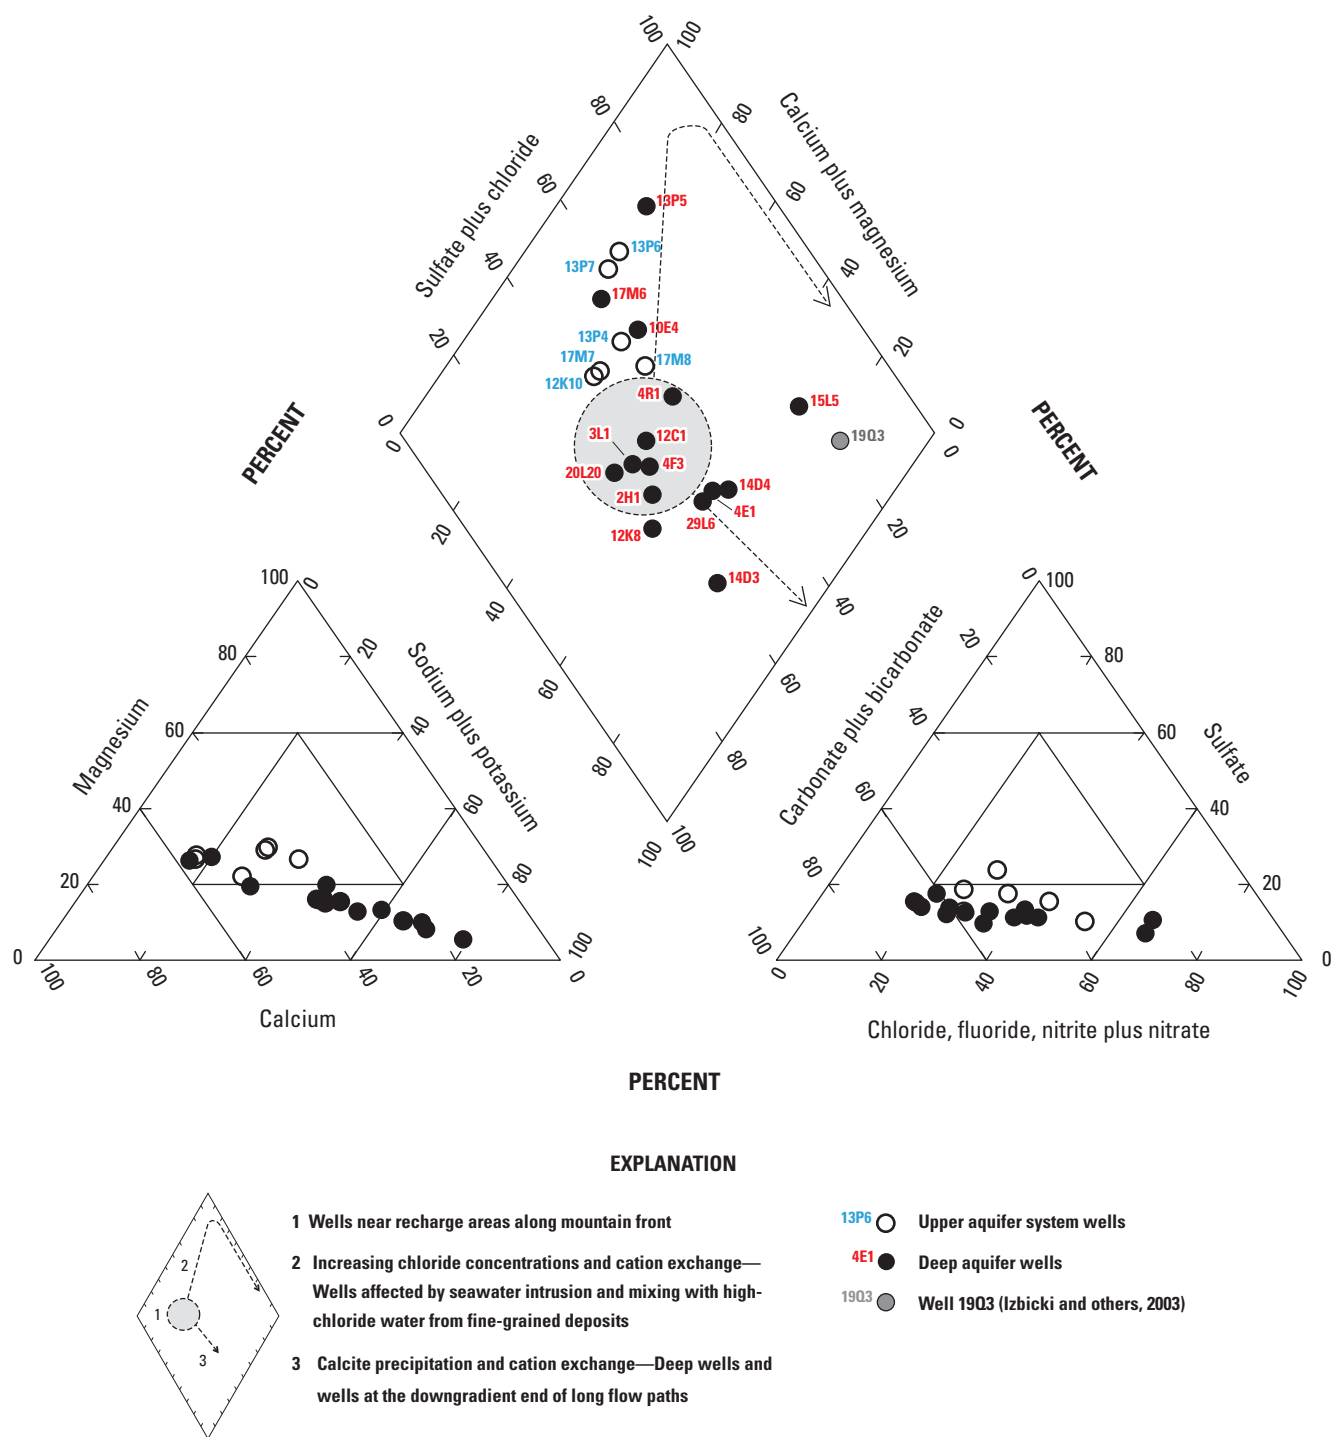 100 100
80 80
Sulfate plus chloride
Calcium plus magnesium
60 60
40 40
20 20
0 0
0 0
PERCENT
PERCENT
13P5
13P6
13P7
17M6
10E4
13P4
17M7
17M8
12K10
4R1
15L5
3L1
12C1
19Q3
20L20
4F3
2H1
14D4
4E1
29L6
12K8
14D3
20 20
40 40
60 60
80 80
100 100
100 0
80 20
Magnesium
Sodium plus potassium
60 40
40 60
20 80
0 100
100 80 60 40 20 0
Calcium
0 100
20 80
Carbonate plus bicarbonate
Sulfate
40 60
60 40
80 20
100 0
0 20 40 60 80 100
Chloride, fluoride, nitrite plus nitrate
PERCENT
EXPLANATION
1
2
3
1 Wells near recharge areas along mountain front
2 Increasing chloride concentrations and cation exchange—
Wells affected by seawater intrusion and mixing with high-
chloride water from fine-grained deposits
3 Calcite precipitation and cation exchange—Deep wells and
wells at the downgradient end of long flow paths
13P6 Upper aquifer system wells
4E1 Deep aquifer wells
19Q3 Well 19Q3 (Izbicki and others, 2003)